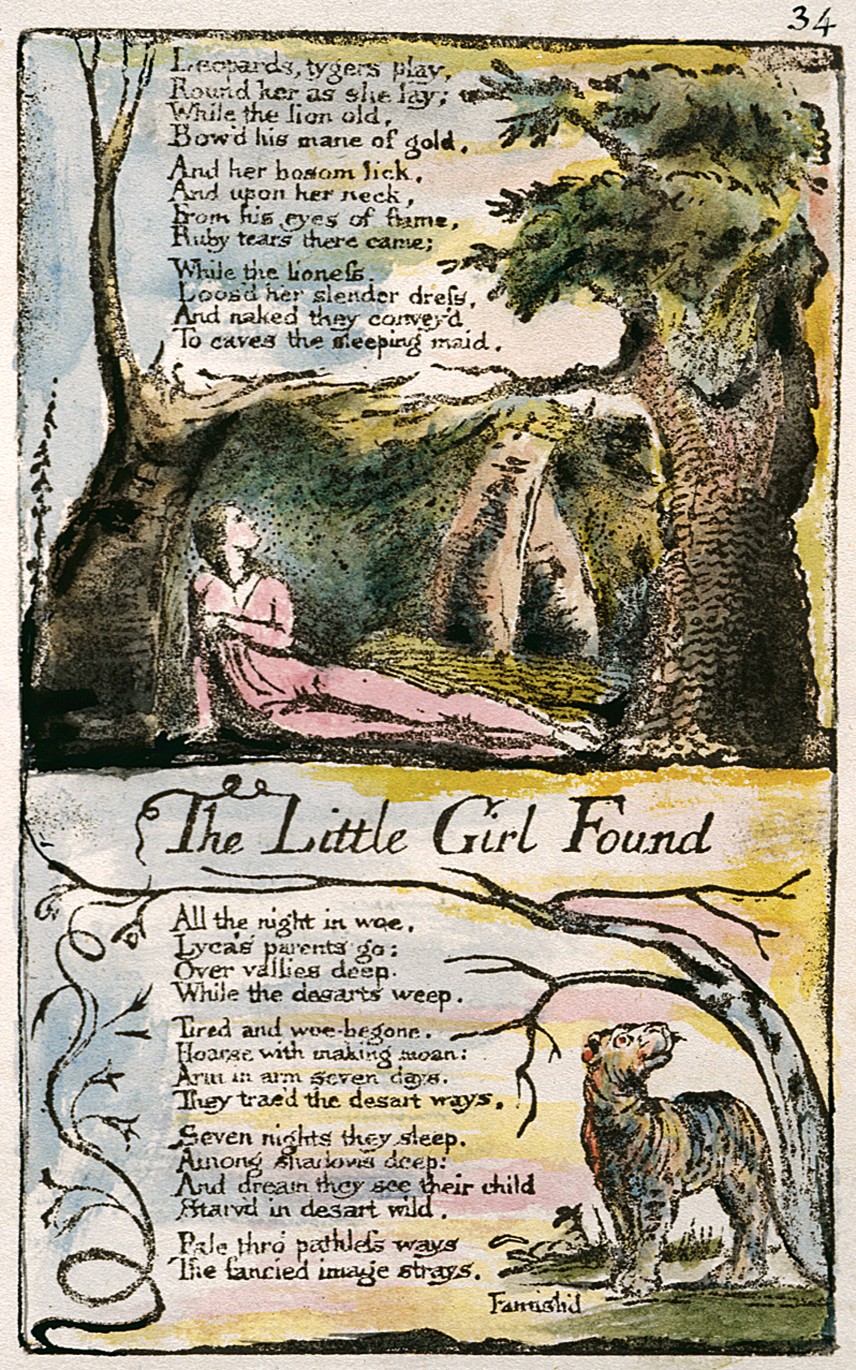 34
Leopards, tygers play,
Round her as she lay;
While the lion old,
Bow'd his mane of gold.
And her bosom lick,
And upon her neck,
From his eyes of flame,
Ruby tears there came;
While the lioneſs.
Loos'd her slender dreſs,
And naked they convey'd
To caves the sleeping maid.
The Little Girl Found
All the night in woe,
Lyca's parents go:
Over vallies deep.
While the desarts weep.
Tired and woe-begone.
Hoarse with making moan:
Arm in arm seven days.
They trac'd the desart ways.
Seven nights they sleep.
Among shadows deep:
And dream they see their child
Starv'd in desart wild.
Pale thro pathleſs ways
The fancied image strays.
Famish'd